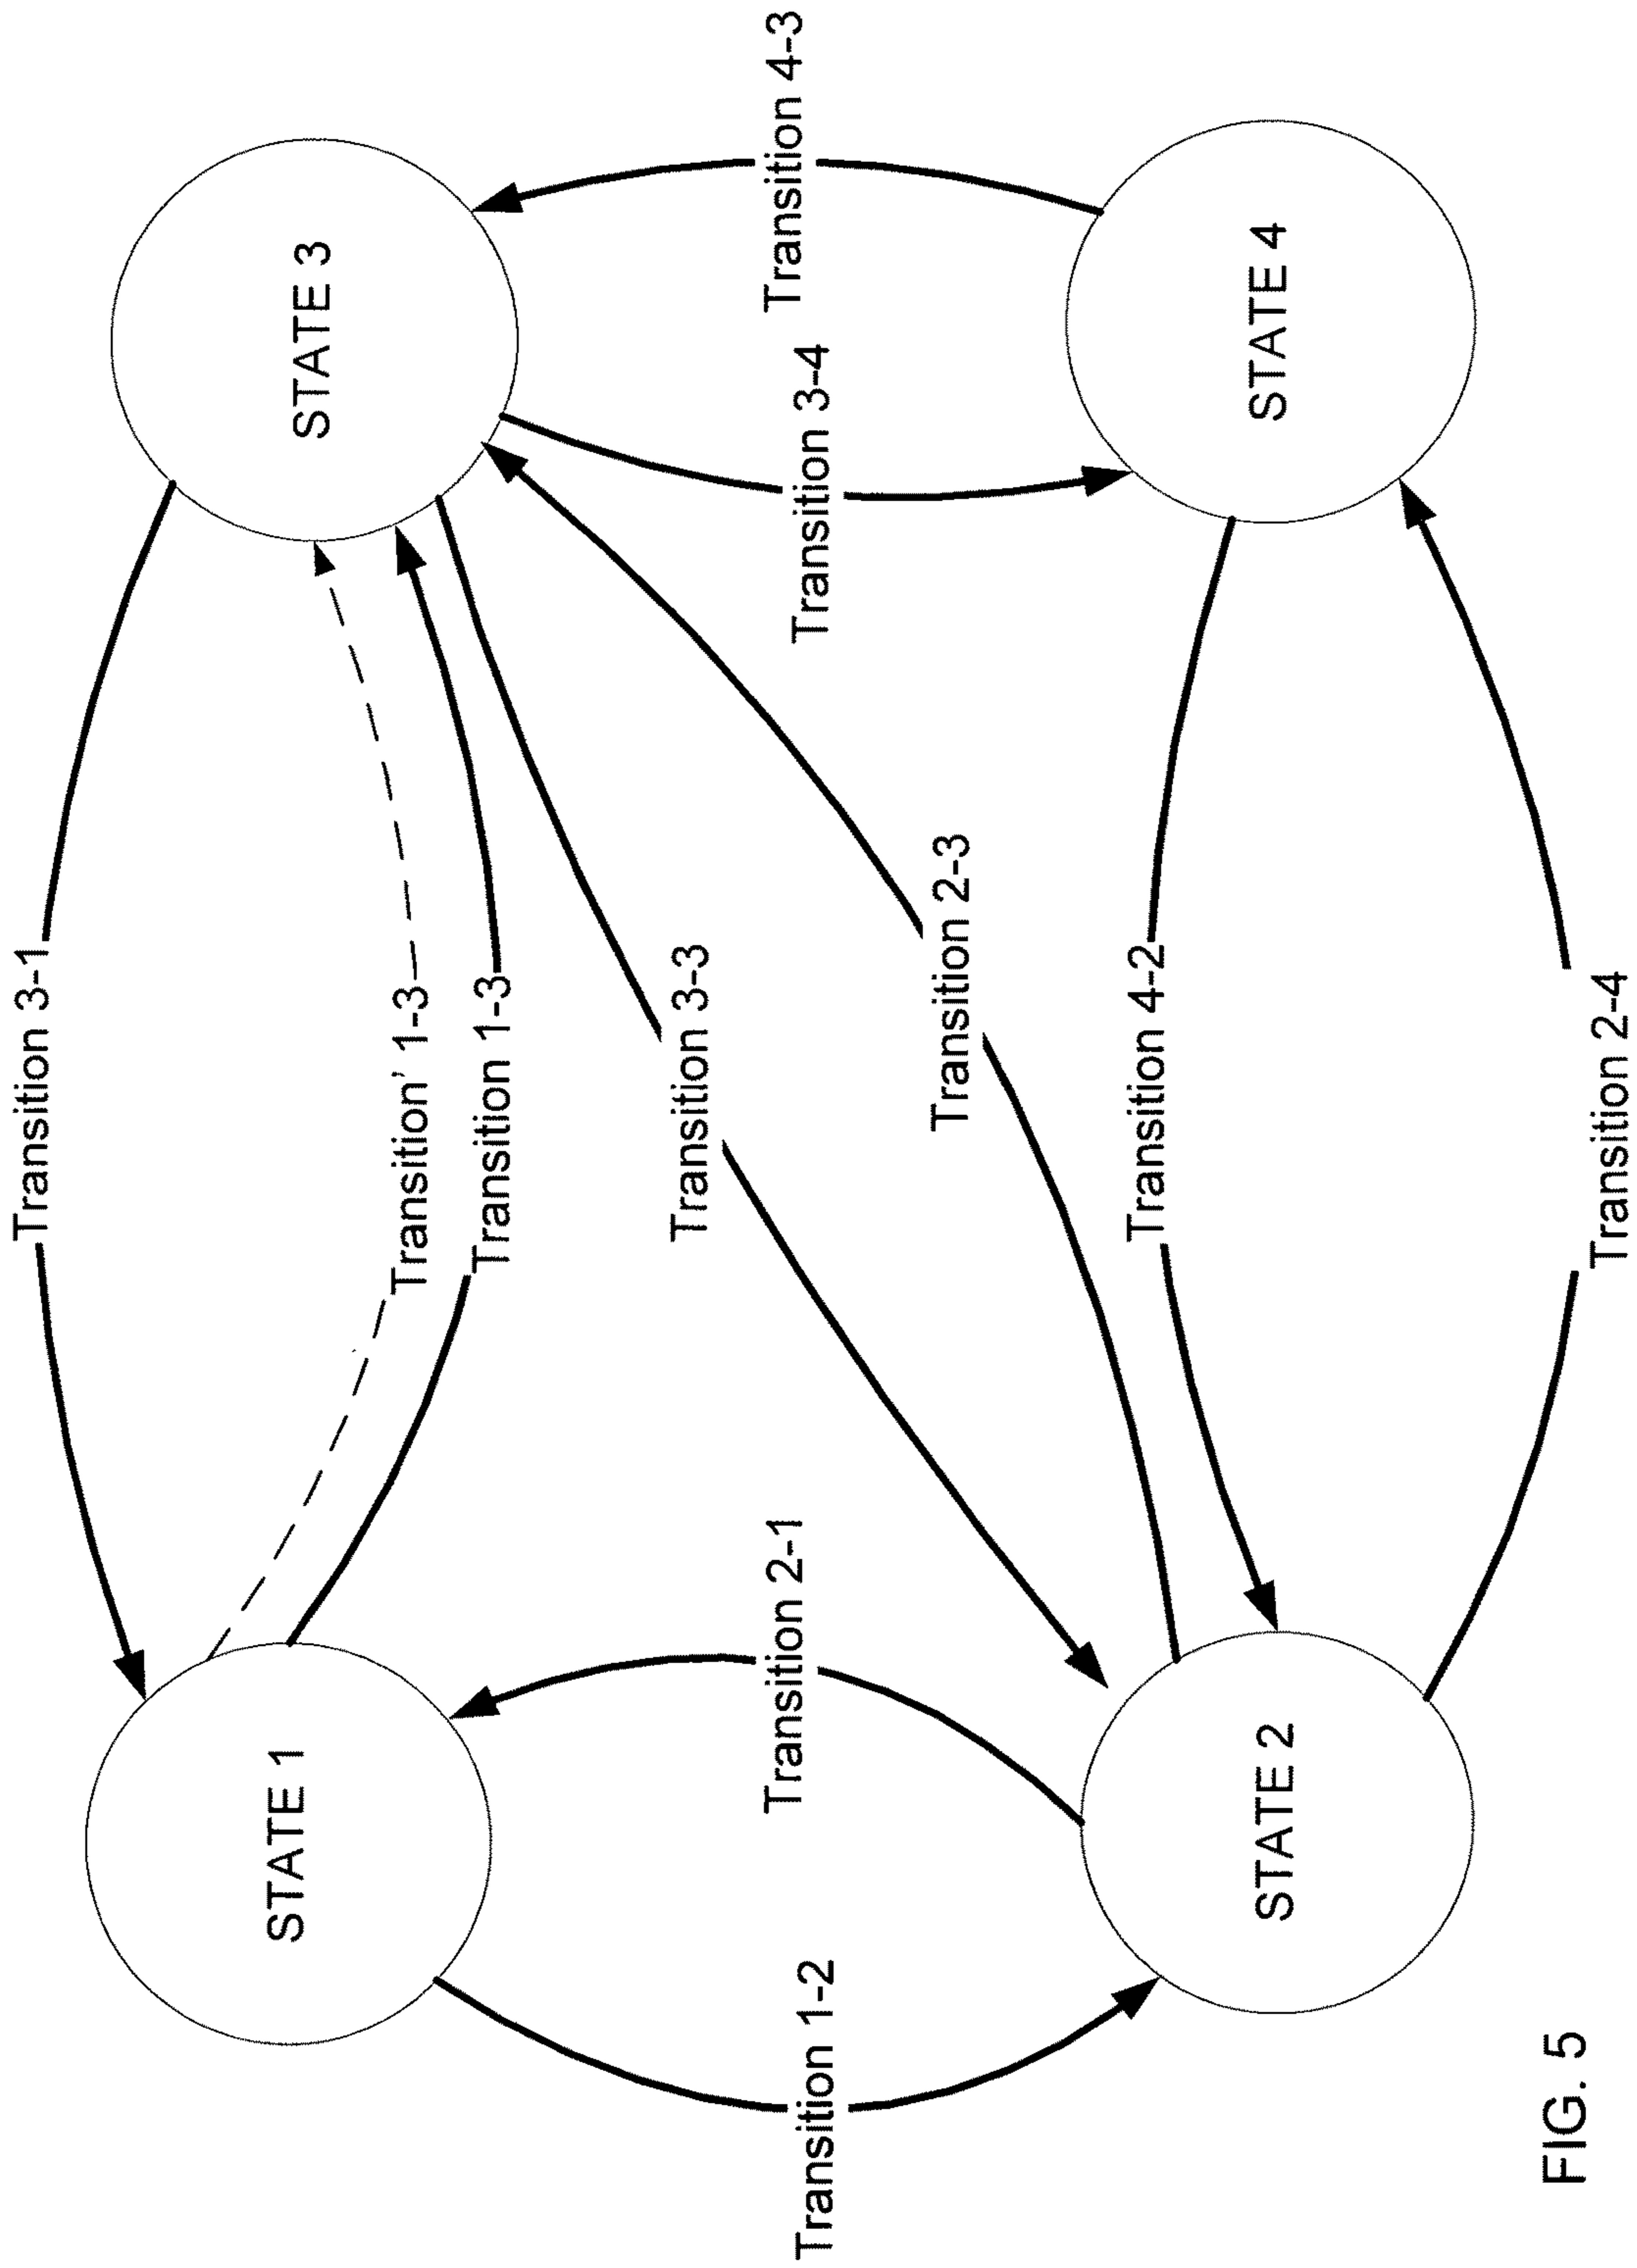 Transition 3-1
STATE 1
STATE 3
Transition' 1-3
Transition 1-3
Transition 3-3
Transition 1-2
Transition 2-1
Transition 3-4
Transition 4-3
Transition 2-3
Transition 4-2
STATE 2
STATE 4
Transition 2-4
FIG. 5